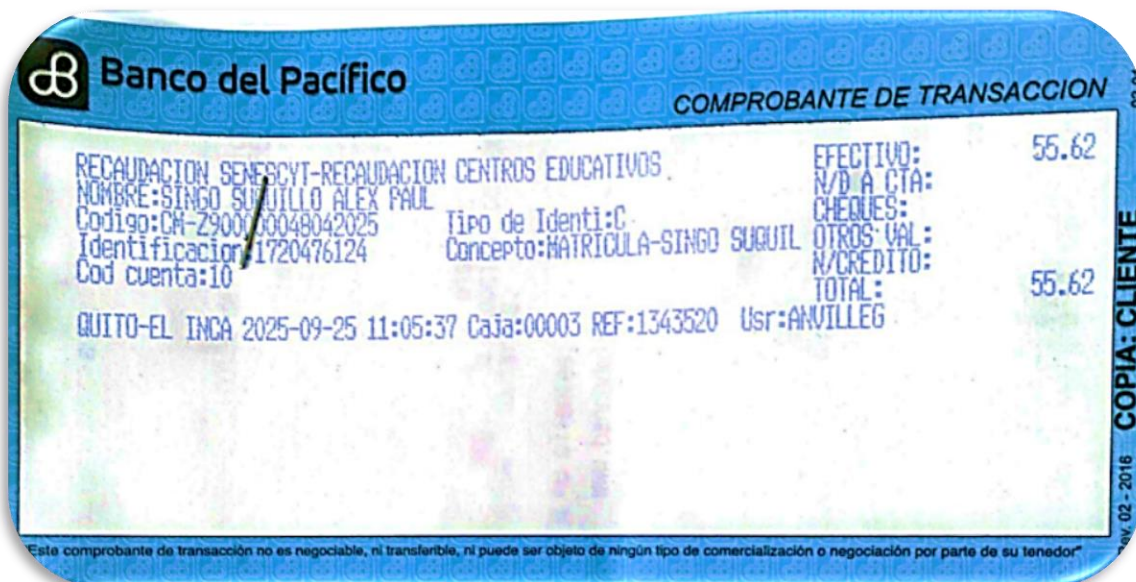 Banco del Pacífico
COMPROBANTE DE TRANSACCION
RECAUDACION SENESCYT-RECAUDACION CENTROS EDUCATIVOS
NOMBRE:SINGO SUQUILLO ALEX PAUL
Codigo:CM-Z900000048042025 Tipo de Identi:C
Identificacion:1720476124 Concepto:MATRICULA-SINGO SUQUIL
Cod cuenta:10
EFECTIVO: 55.62
N/D A CTA:
CHEQUES:
OTROS VAL:
N/CREDITO:
TOTAL: 55.62
QUITO-EL INCA 2025-09-25 11:05:37 Caja:00003 REF:1343520 Usr:ANVILLEG
COPIA: CLIENTE
02 - 2016
"Este comprobante de transacción no es negociable, ni transferible, ni puede ser objeto de ningún tipo de comercialización o negociación por parte de su tenedor"